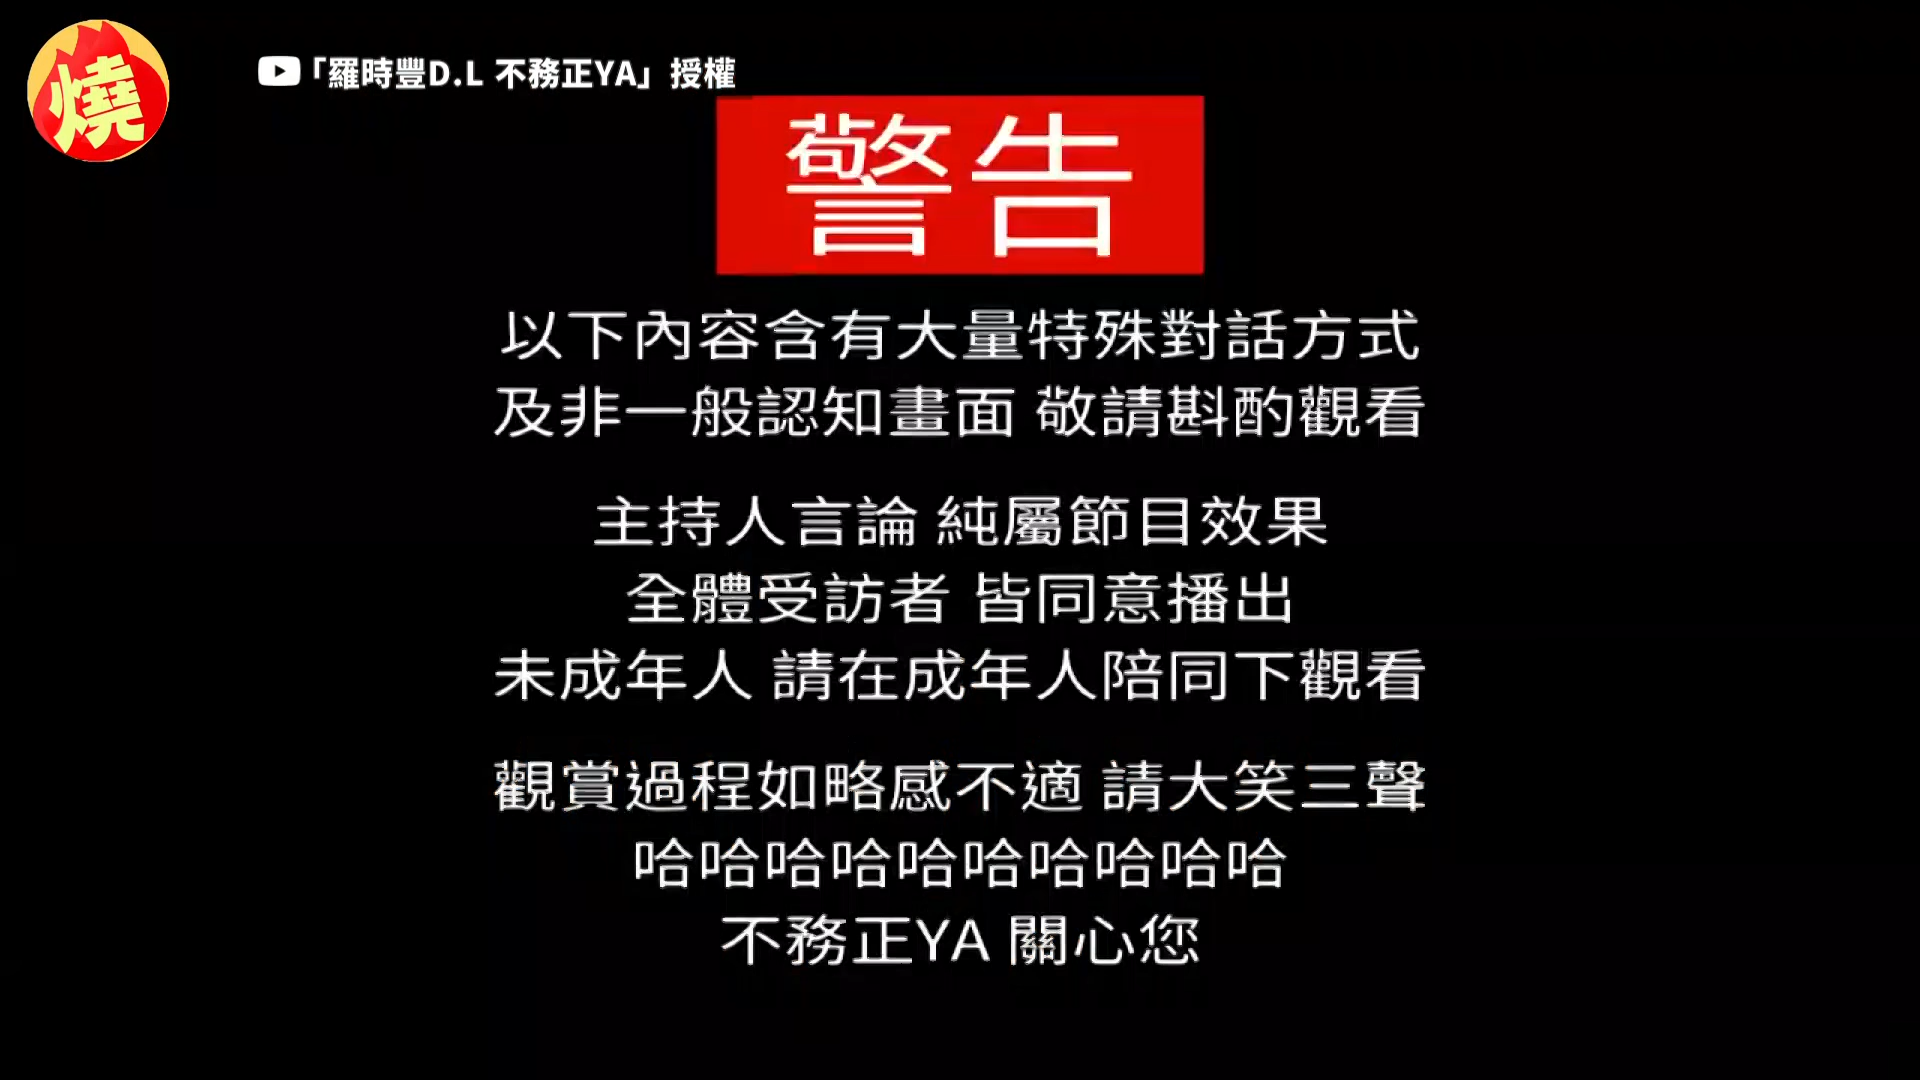 燒
「羅時豐D.L 不務正YA」授權
警告
以下內容含有大量特殊對話方式
及非一般認知畫面 敬請斟酌觀看
主持人言論 純屬節目效果
全體受訪者 皆同意播出
未成年人 請在成年人陪同下觀看
觀賞過程如略感不適 請大笑三聲
哈哈哈哈哈哈哈哈哈哈
不務正YA 關心您